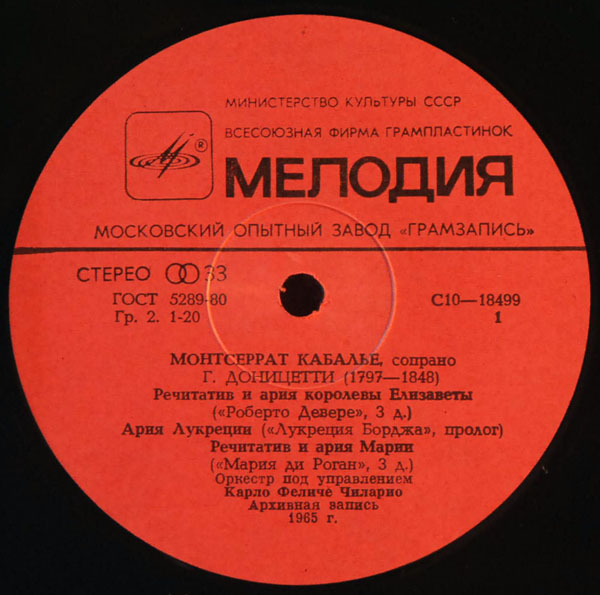 МИНИСТЕРСТВО КУЛЬТУРЫ СССР
ВСЕСОЮЗНАЯ ФИРМА ГРАМПЛАСТИНОК
®
МЕЛОДИЯ
МОСКОВСКИЙ ОПЫТНЫЙ ЗАВОД «ГРАМЗАПИСЬ»
СТЕРЕО 33
ГОСТ 5289-80
Гр. 2. 1-20
С10—18499
1
МОНТСЕРРАТ КАБАЛЬЕ, сопрано
Г. ДОНИЦЕТТИ (1797—1848)
Речитатив и ария королевы Елизаветы
(«Роберто Девере», 3 д.)
Ария Лукреции («Лукреция Борджа», пролог)
Речитатив и ария Марии
(«Мария ди Роган», 3 д.)
Оркестр под управлением
Карло Феличе Чиларио
Архивная запись
1965 г.